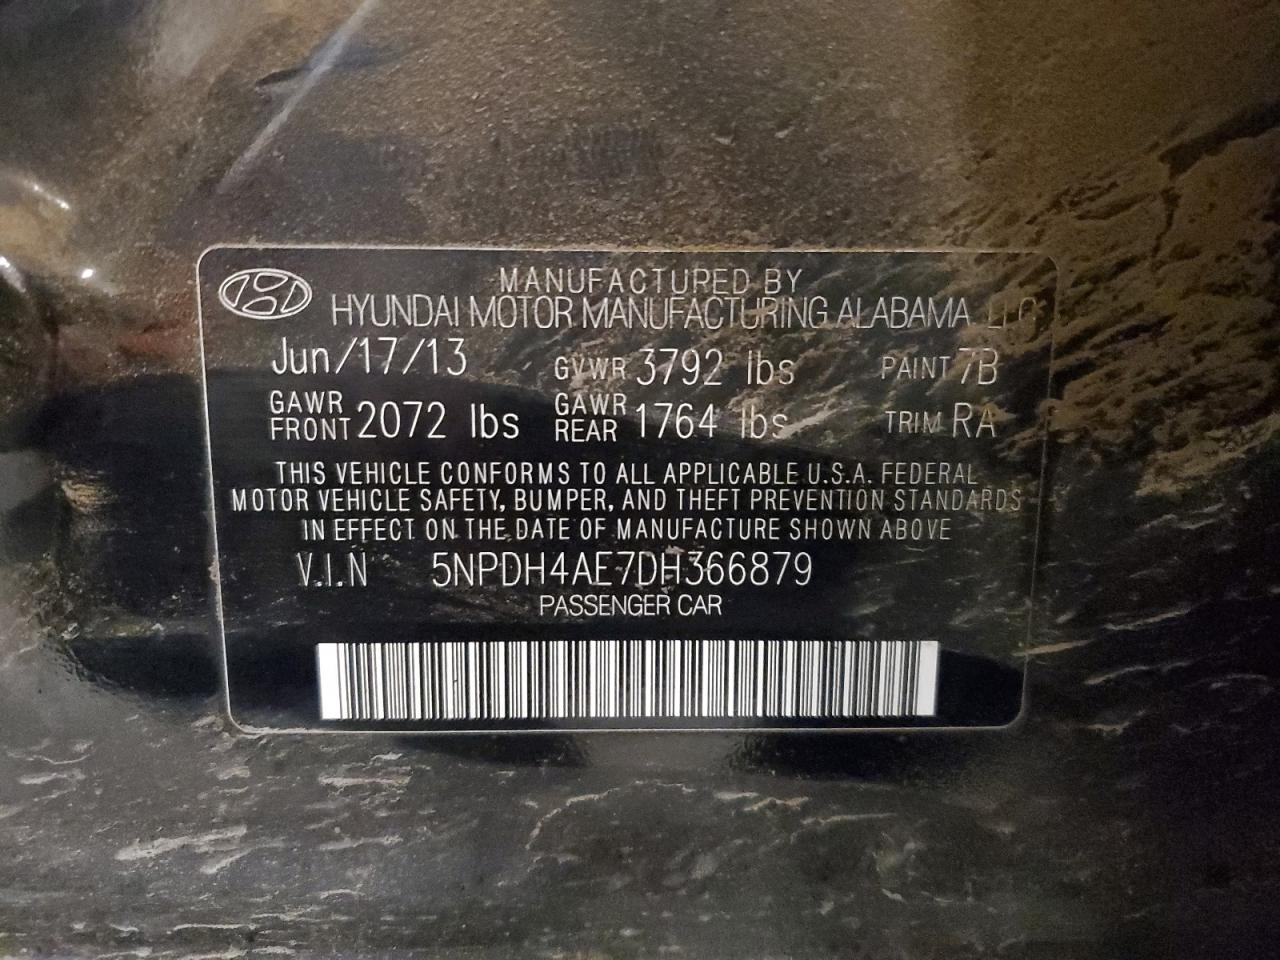 MANUFACTURED BY
HYUNDAI MOTOR MANUFACTURING ALABAMA, LLC
Jun/17/13 GVWR 3792 lbs PAINT 7B
GAWR FRONT 2072 lbs GAWR REAR 1764 lbs TRIM RA
THIS VEHICLE CONFORMS TO ALL APPLICABLE U.S.A. FEDERAL
MOTOR VEHICLE SAFETY, BUMPER, AND THEFT PREVENTION STANDARDS
IN EFFECT ON THE DATE OF MANUFACTURE SHOWN ABOVE
V.I.N 5NPDH4AE7DH366879
PASSENGER CAR